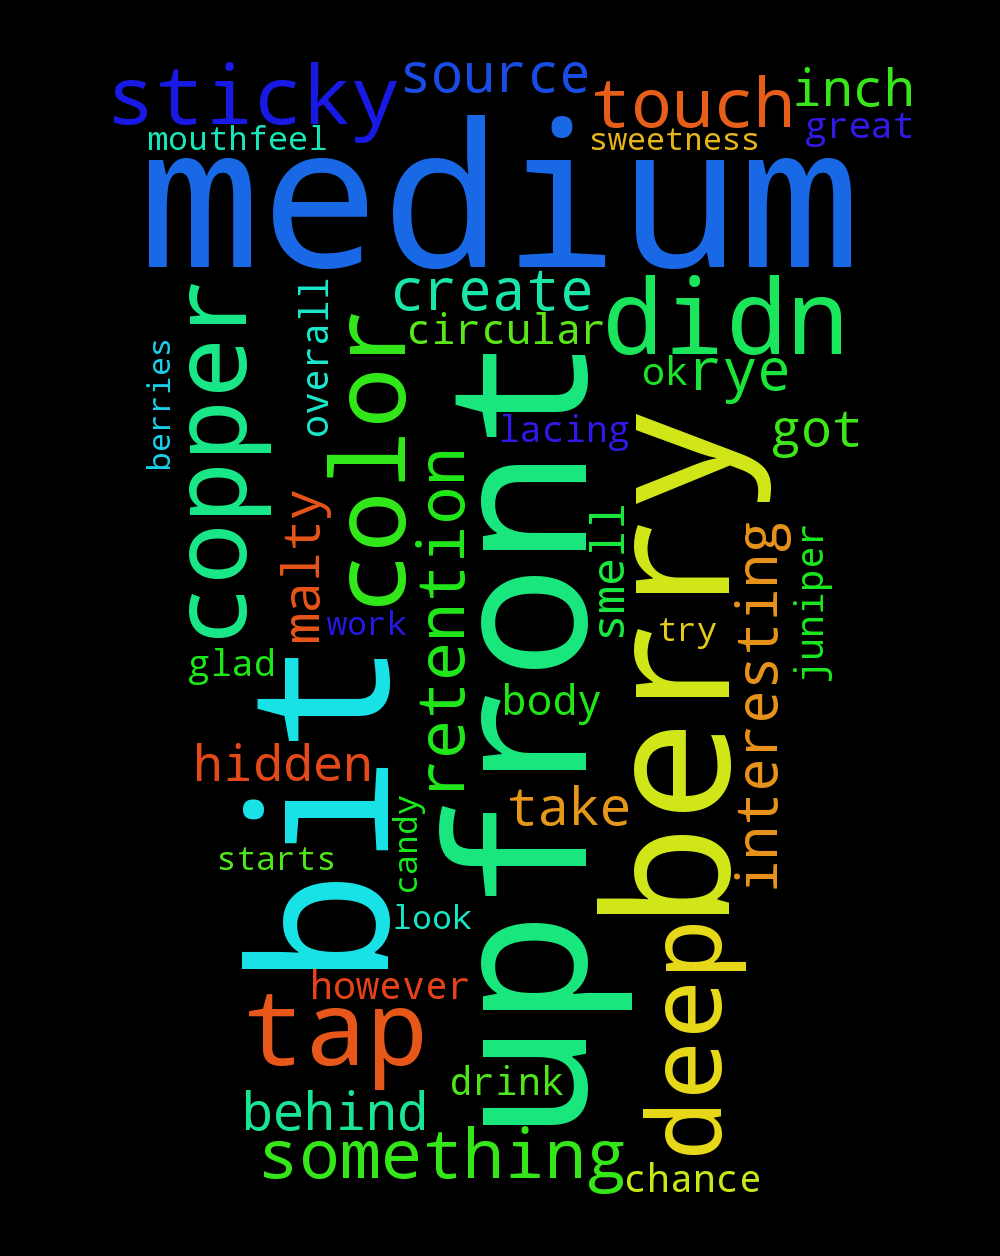 sticky
source
touch
inch
great
mouthfeel
sweetness
medium
create
didn
circular
overall
copper
color
berries
ok
rye
lacing
got
upfront
berry
retention
malty
smell
interesting
juniper
work
try
glad
bit
body
hidden
take
candy
starts
look
deep
however
tap
drink
behind
something
chance